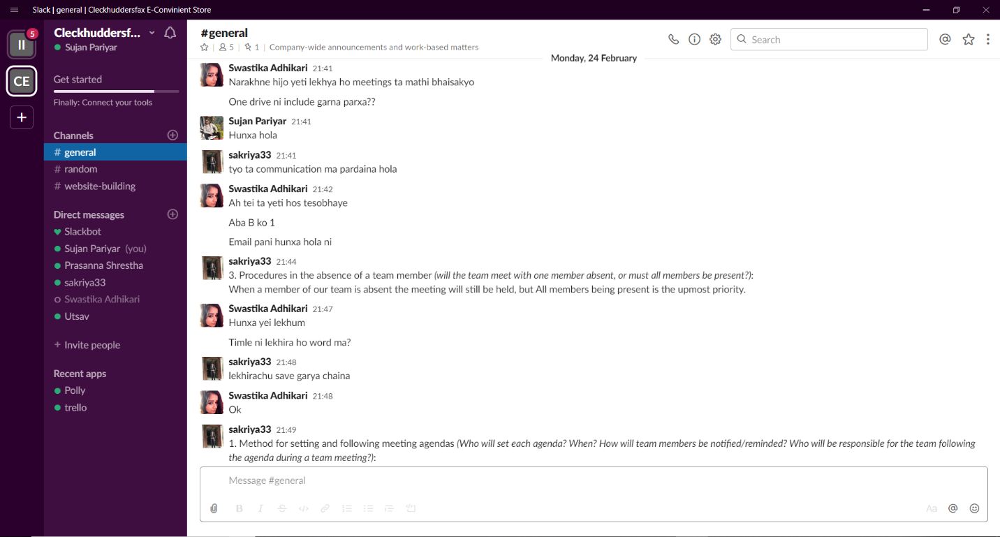 Slack | general | Cleckhuddersfax E-Convinient Store
5
II
CE
+
Cleckhuddersf...
Sujan Pariyar
Get started
Finally: Connect your tools
Channels
# general
# random
# website-building
Direct messages
Slackbot
Sujan Pariyar (you)
Prasanna Shrestha
sakriya33
Swastika Adhikari
Utsav
+ Invite people
Recent apps
Polly
trello
#general
5 | 1 | Company-wide announcements and work-based matters
Search
Monday, 24 February
Swastika Adhikari 21:41
Narakhne hijo yeti lekhya ho meetings ta mathi bhaisakyo
One drive ni include garna parxa??
Sujan Pariyar 21:41
Hunxa hola
sakriya33 21:41
tyo ta communication ma pardaina hola
Swastika Adhikari 21:42
Ah tei ta yeti hos tesobhaye
Aba B ko 1
Email pani hunxa hola ni
sakriya33 21:44
3. Procedures in the absence of a team member (will the team meet with one member absent, or must all members be present?):
When a member of our team is absent the meeting will still be held, but All members being present is the upmost priority.
Swastika Adhikari 21:47
Hunxa yei lekhum
Timle ni lekhira ho word ma?
sakriya33 21:48
lekhirachu save garya chaina
Swastika Adhikari 21:48
Ok
sakriya33 21:49
1. Method for setting and following meeting agendas (Who will set each agenda? When? How will team members be notified/reminded? Who will be responsible for the team following
the agenda during a team meeting?):
Message #general
B I S </> Aa @